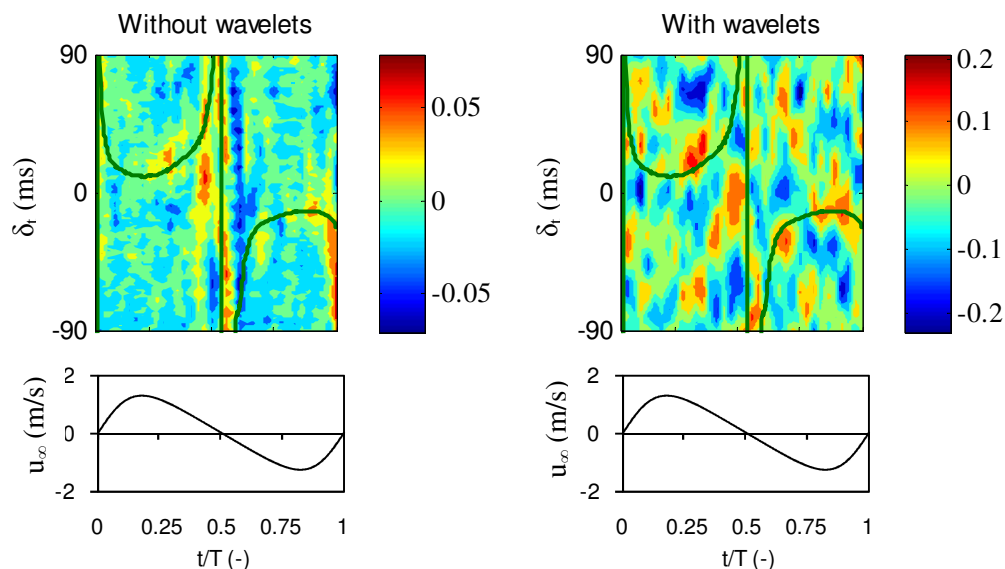 Without wavelets
With wavelets
90
0
-90
δt (ms)
0.05
0
-0.05
90
0
-90
δt (ms)
0.2
0.1
0
-0.1
-0.2
2
0
-2
u∞ (m/s)
0 0.25 0.5 0.75 1
t/T (-)
2
0
-2
u∞ (m/s)
0 0.25 0.5 0.75 1
t/T (-)